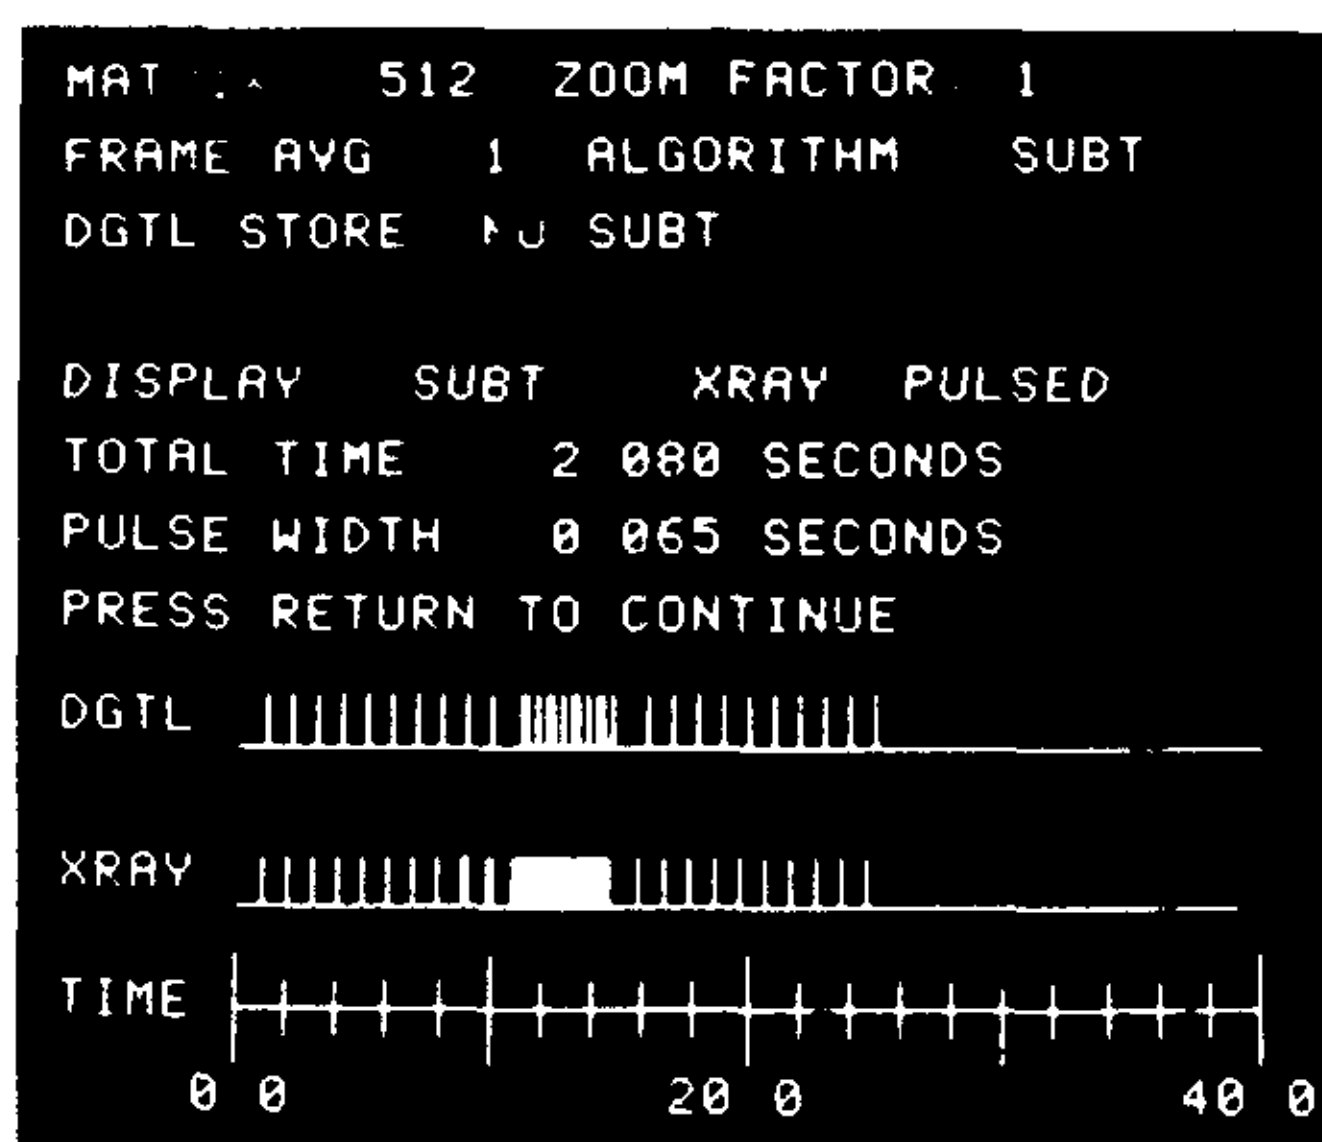 MAT 512 ZOOM FACTOR 1
FRAME AVG 1 ALGORITHM SUBT
DGTL STORE SUBT
DISPLAY SUBT XRAY PULSED
TOTAL TIME 2 080 SECONDS
PULSE WIDTH 0 065 SECONDS
PRESS RETURN TO CONTINUE
DGTL
XRAY
TIME
0 0 20 0 40 0